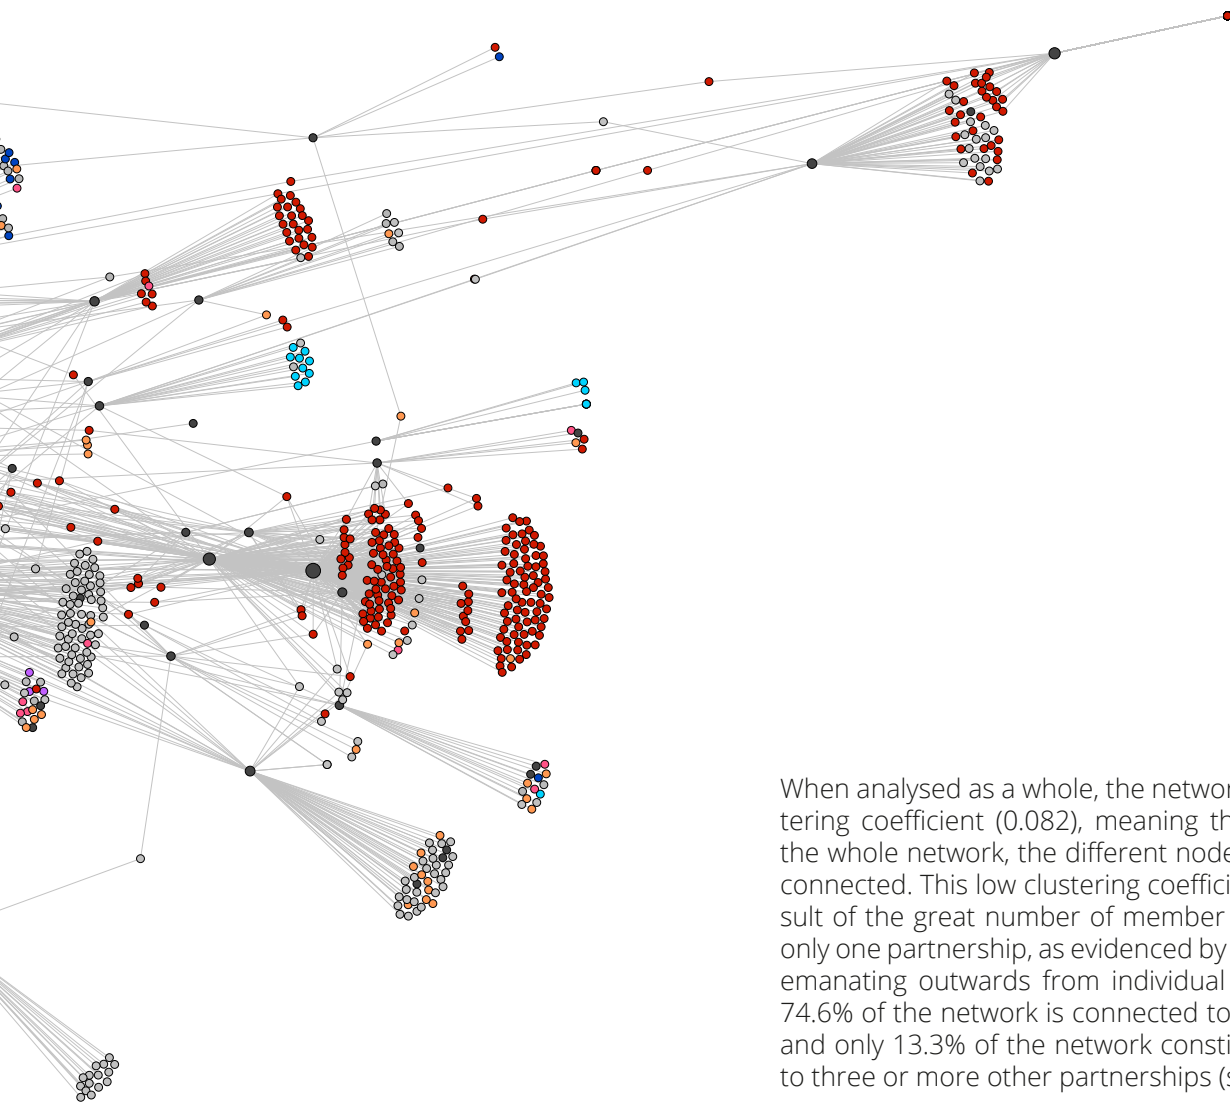 When analysed as a whole, the networ
tering coefficient (0.082), meaning th
the whole network, the different node
connected. This low clustering coeffici
sult of the great number of member
only one partnership, as evidenced by
emanating outwards from individual
74.6% of the network is connected to
and only 13.3% of the network consti
to three or more other partnerships (s